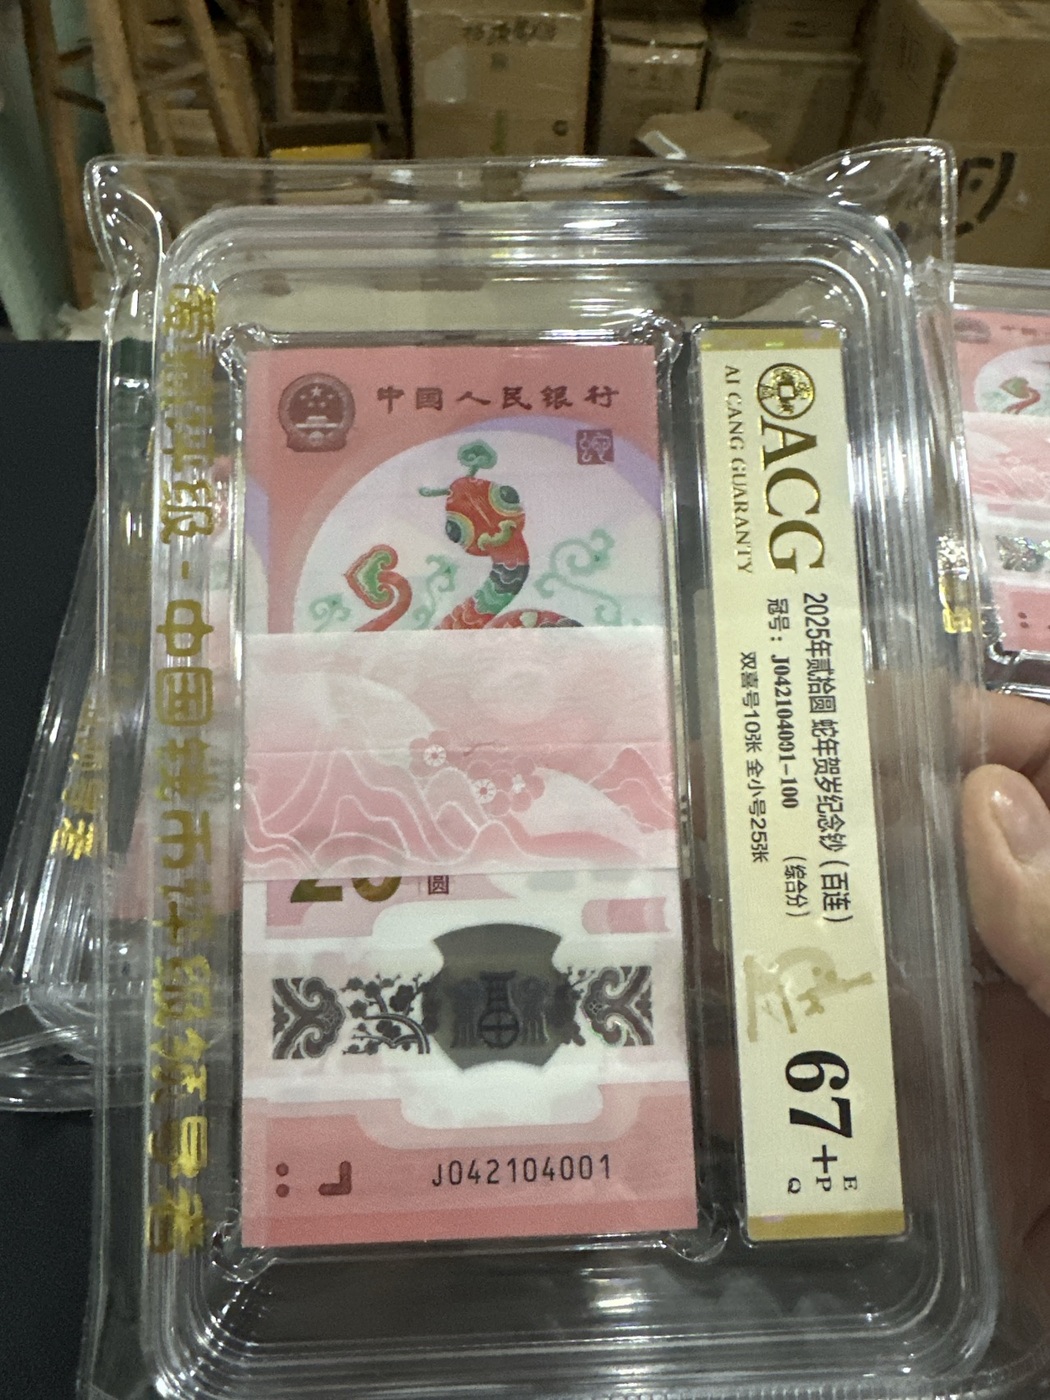 中国人民银行
20
圆
J042104001
ACG
AI CANG GUARANTY
2025年贰拾圆 蛇年贺岁纪念钞(百连)
冠号:J042104001-100 (综合分)
双喜号10张 全小号25张
67
E
+P
Q